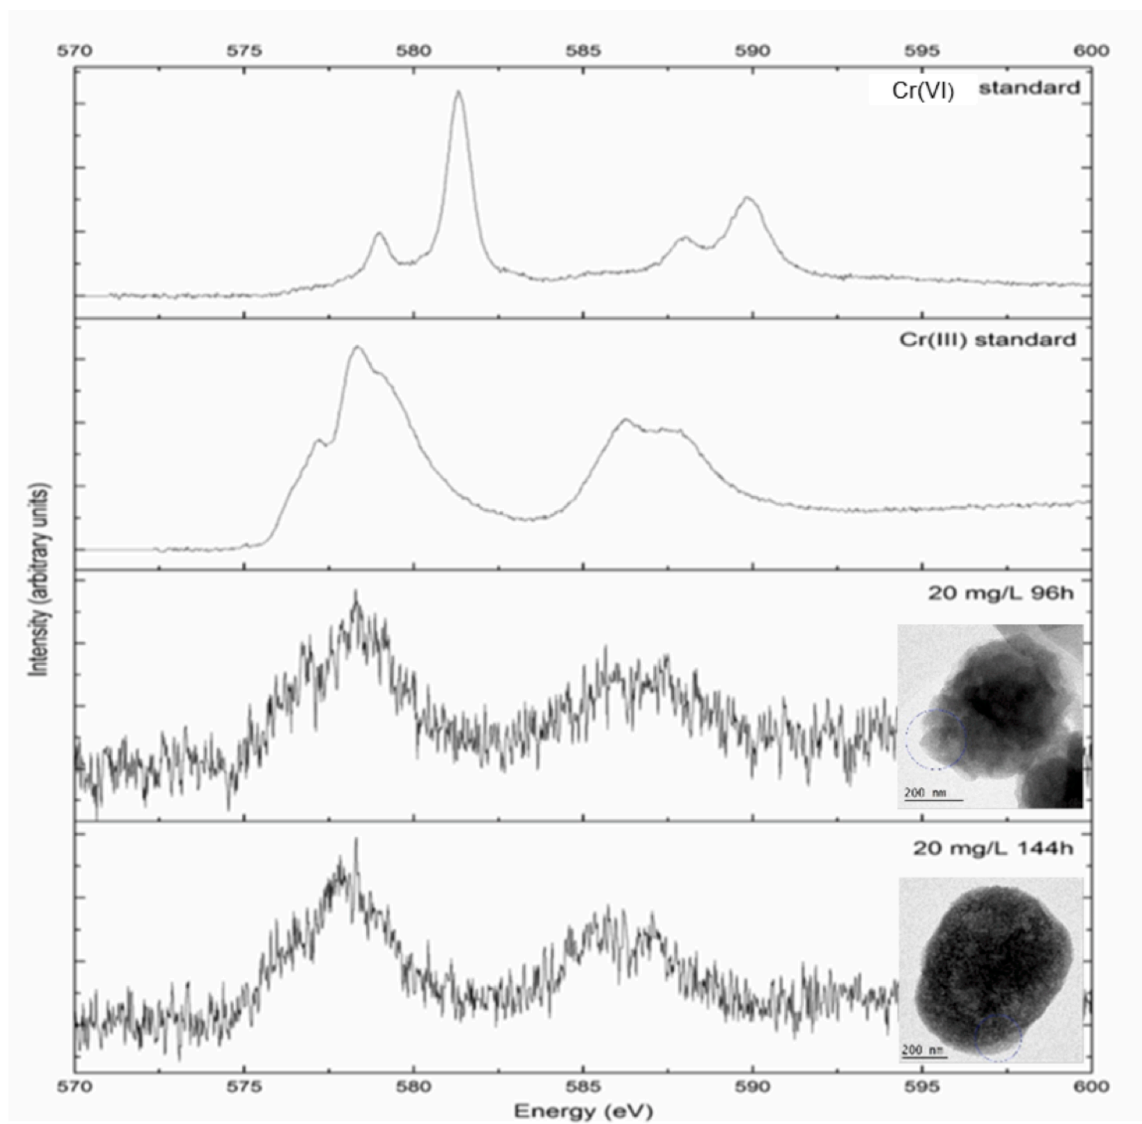 570 575 580 585 590 595 600
Cr(VI) standard
Cr(III) standard
Intensity (arbitrary units)
20 mg/L 96h
200 nm
20 mg/L 144h
200 nm
570 575 580 585 590 595 600
Energy (eV)